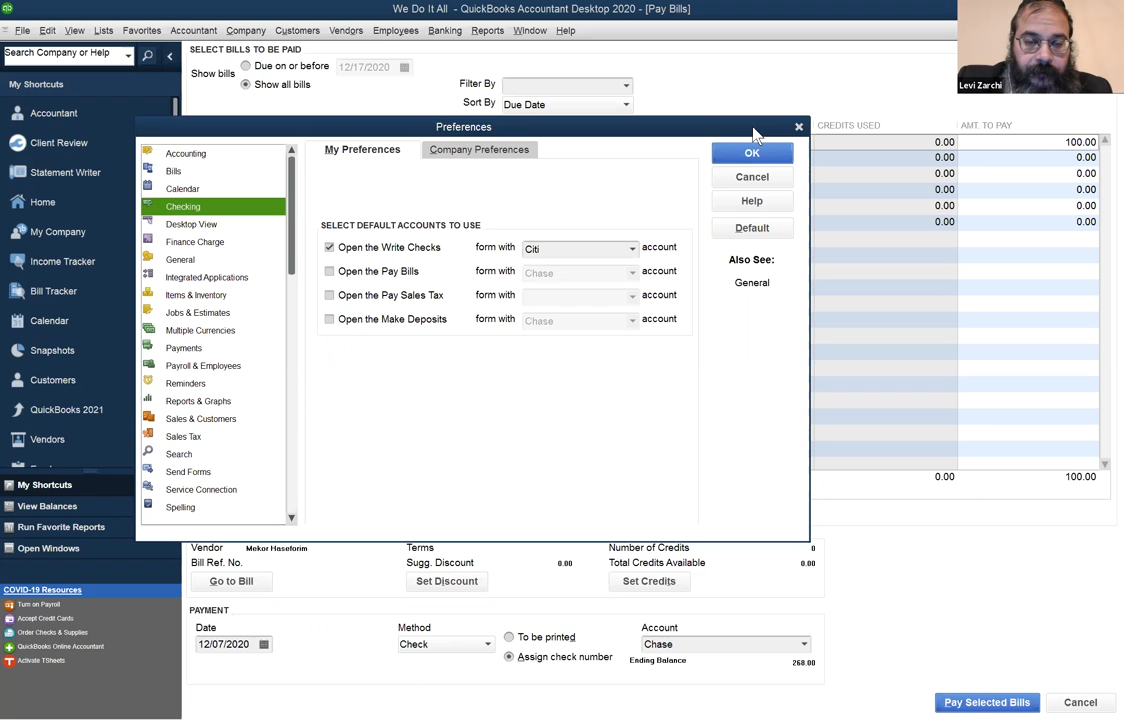 We Do It All - QuickBooks Accountant Desktop 2020 - [Pay Bills]
File Edit View Lists Favorites Accountant Company Customers Vendors Employees Banking Reports Window Help
Search Company or Help
My Shortcuts
Accountant
Client Review
Statement Writer
Home
My Company
Income Tracker
Bill Tracker
Calendar
Snapshots
Customers
QuickBooks 2021
Vendors
My Shortcuts
View Balances
Run Favorite Reports
Open Windows
COVID-19 Resources
Turn on Payroll
Accept Credit Cards
Order Checks & Supplies
QuickBooks Online Accountant
Activate TSheets
SELECT BILLS TO BE PAID
Show bills
Due on or before 12/17/2020
Show all bills
Filter By
Sort By Due Date
Levi Zarchi
CREDITS USED AMT. TO PAY
0.00 100.00
0.00 0.00
0.00 0.00
0.00 0.00
0.00 0.00
0.00 0.00
0.00 100.00
Preferences
Accounting
Bills
Calendar
Checking
Desktop View
Finance Charge
General
Integrated Applications
Items & Inventory
Jobs & Estimates
Multiple Currencies
Payments
Payroll & Employees
Reminders
Reports & Graphs
Sales & Customers
Sales Tax
Search
Send Forms
Service Connection
Spelling
My Preferences Company Preferences
SELECT DEFAULT ACCOUNTS TO USE
Open the Write Checks form with Citi account
Open the Pay Bills form with Chase account
Open the Pay Sales Tax form with account
Open the Make Deposits form with Chase account
OK
Cancel
Help
Default
Also See:
General
Vendor Mekor Haseforim Terms Number of Credits 0
Bill Ref. No. Sugg. Discount 0.00 Total Credits Available 0.00
Go to Bill Set Discount Set Credits
PAYMENT
Date Method Account
12/07/2020 Check To be printed Chase
Assign check number Ending Balance 268.00
Pay Selected Bills Cancel